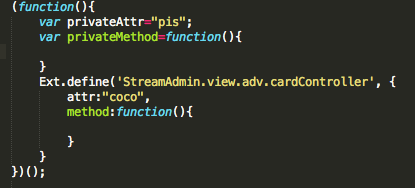 (function(){
    var privateAttr="pis";
    var privateMethod=function(){

    }
    Ext.define('StreamAdmin.view.adv.cardController', {
        attr:"coco",
        method:function(){

        }
    }
})();